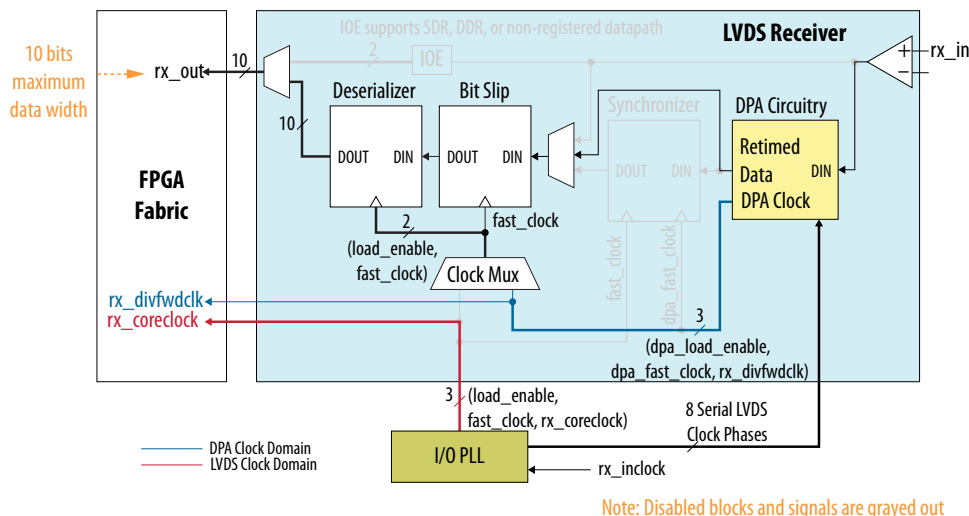 IOE supports SDR, DDR, or non-registered datapath
LVDS Receiver
10 bits
maximum
data width
rx_out
10
2
IOE
+
−
rx_in
Deserializer
Bit Slip
Synchronizer
DPA Circuitry
10
DOUT
DIN
DOUT
DIN
DOUT
DIN
Retimed
Data
DIN
DPA Clock
FPGA
Fabric
2
(load_enable,
fast_clock)
fast_clock
Clock Mux
fast_clock
dpa_fast_clock
rx_divfwdclk
rx_coreclock
3
(dpa_load_enable,
dpa_fast_clock, rx_divfwdclk)
3
(load_enable,
fast_clock, rx_coreclock)
8 Serial LVDS
Clock Phases
I/O PLL
rx_inclock
DPA Clock Domain
LVDS Clock Domain
Note: Disabled blocks and signals are grayed out